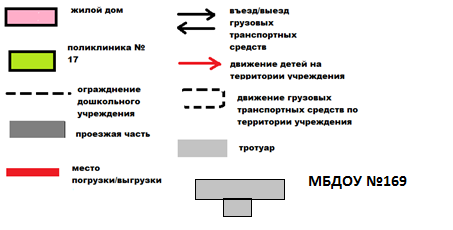 жилой дом
поликлиника №
17
ограждение
дошкольного
учреждения
проезжая часть
место
погрузки/выгрузки
въезд/выезд
грузовых
транспортных
средств
движение детей на
территории учреждения
движение грузовых
транспортных средств по
территории учреждения
тротуар
МБДОУ №169